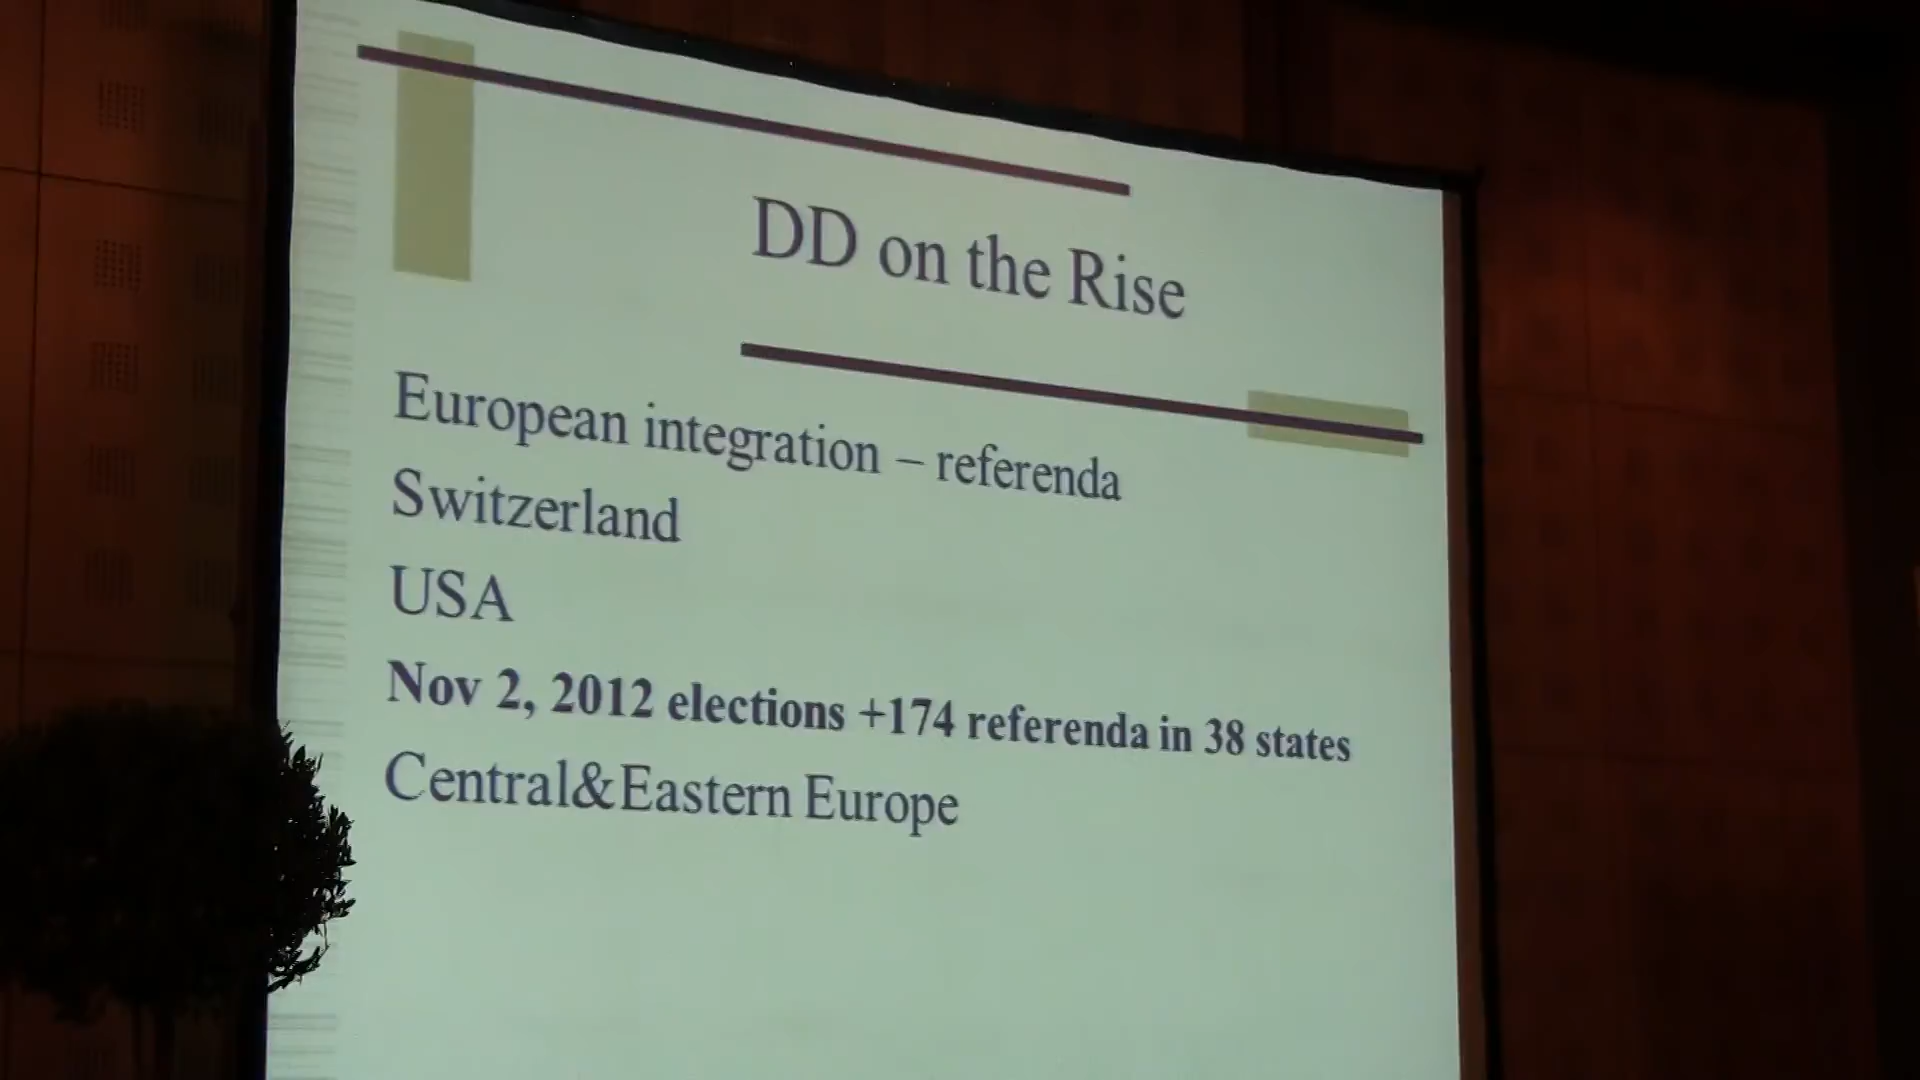 DD on the Rise
European integration – referenda
Switzerland
USA
Nov 2, 2012 elections +174 referenda in 38 states
Central&Eastern Europe